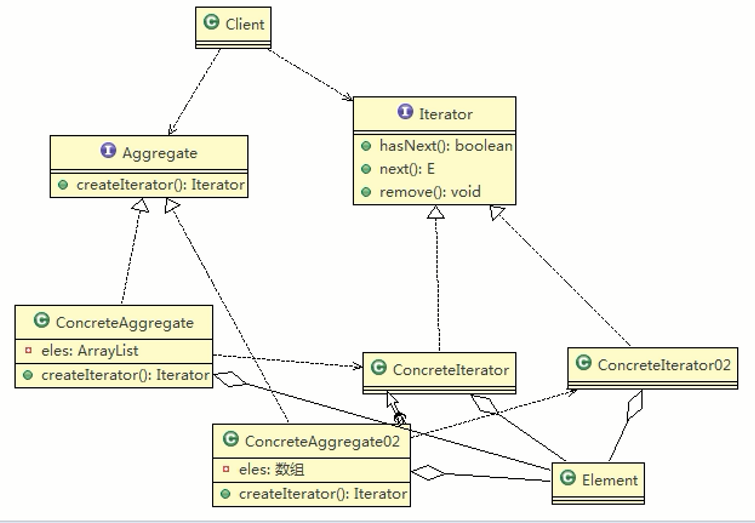 Client
Iterator
hasNext(): boolean
next(): E
remove(): void
Aggregate
createIterator(): Iterator
ConcreteAggregate
eles: ArrayList
createIterator(): Iterator
ConcreteIterator
ConcreteIterator02
ConcreteAggregate02
eles: 数组
createIterator(): Iterator
Element